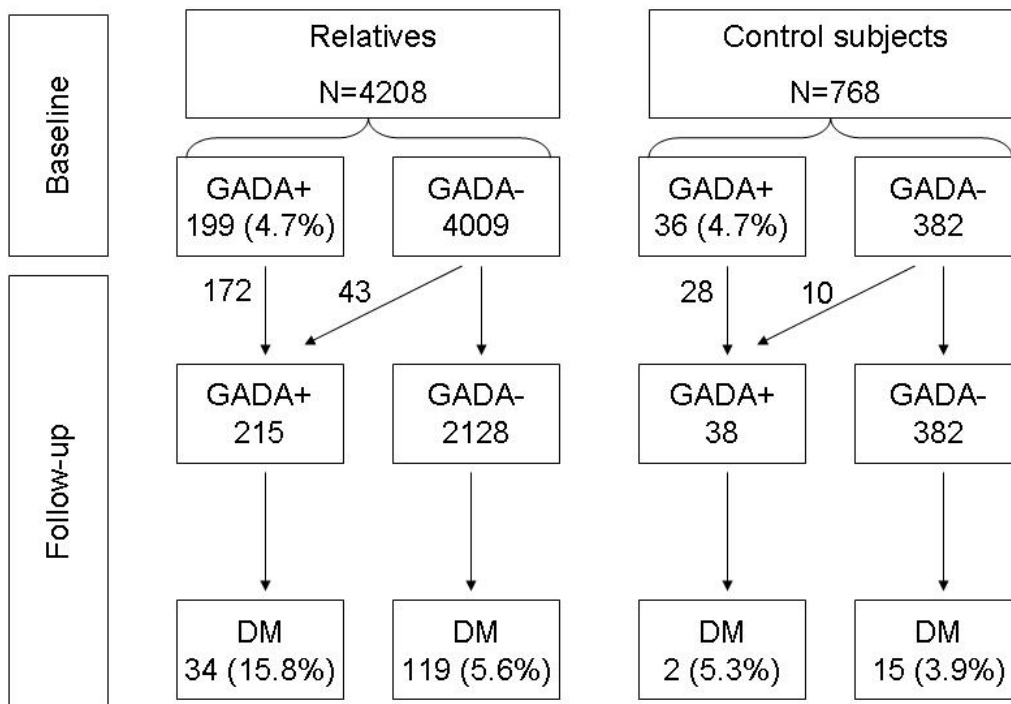 Baseline
Relatives
N=4208
Control subjects
N=768
GADA+
199 (4.7%)
GADA-
4009
GADA+
36 (4.7%)
GADA-
382
Follow-up
172
43
28
10
GADA+
215
GADA-
2128
GADA+
38
GADA-
382
DM
34 (15.8%)
DM
119 (5.6%)
DM
2 (5.3%)
DM
15 (3.9%)